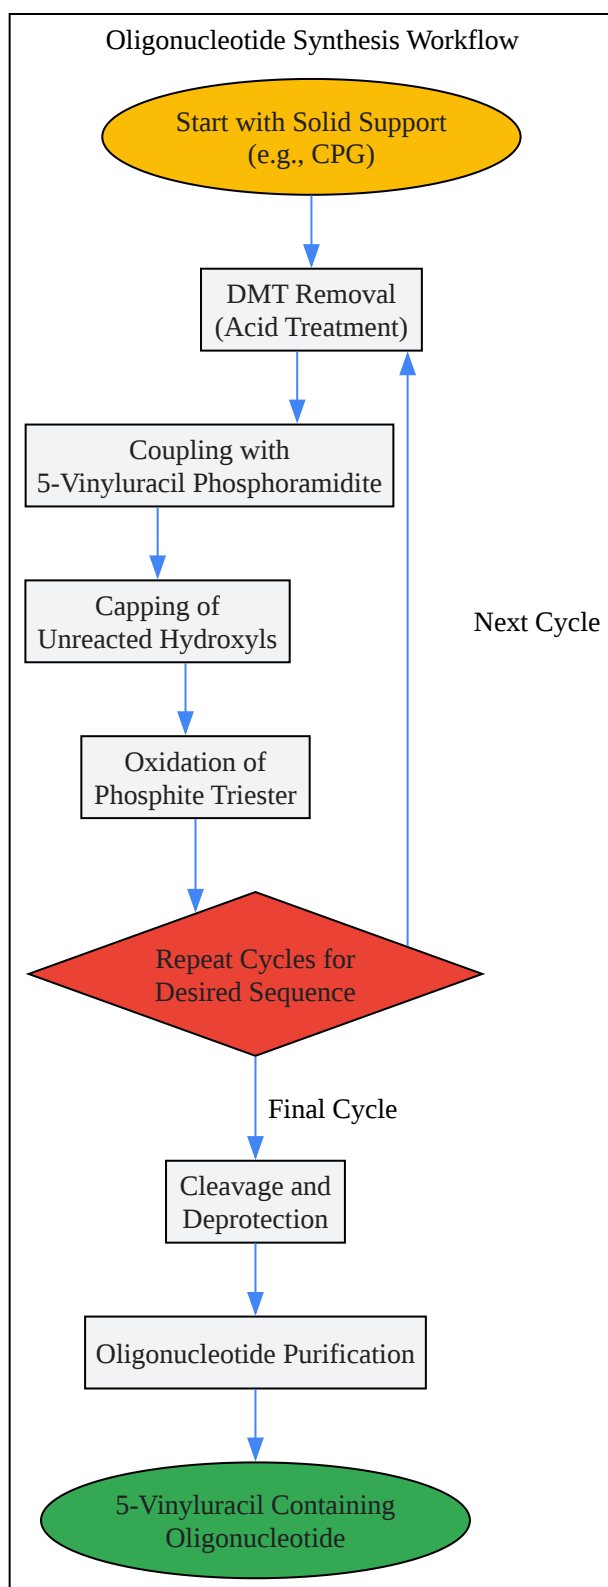 Oligonucleotide Synthesis Workflow
Start with Solid Support
(e.g., CPG)
DMT Removal
(Acid Treatment)
Coupling with
5-Vinyluracil Phosphoramidite
Capping of
Unreacted Hydroxyls
Next Cycle
Oxidation of
Phosphite Triester
Repeat Cycles for
Desired Sequence
Final Cycle
Cleavage and
Deprotection
Oligonucleotide Purification
5-Vinyluracil Containing
Oligonucleotide